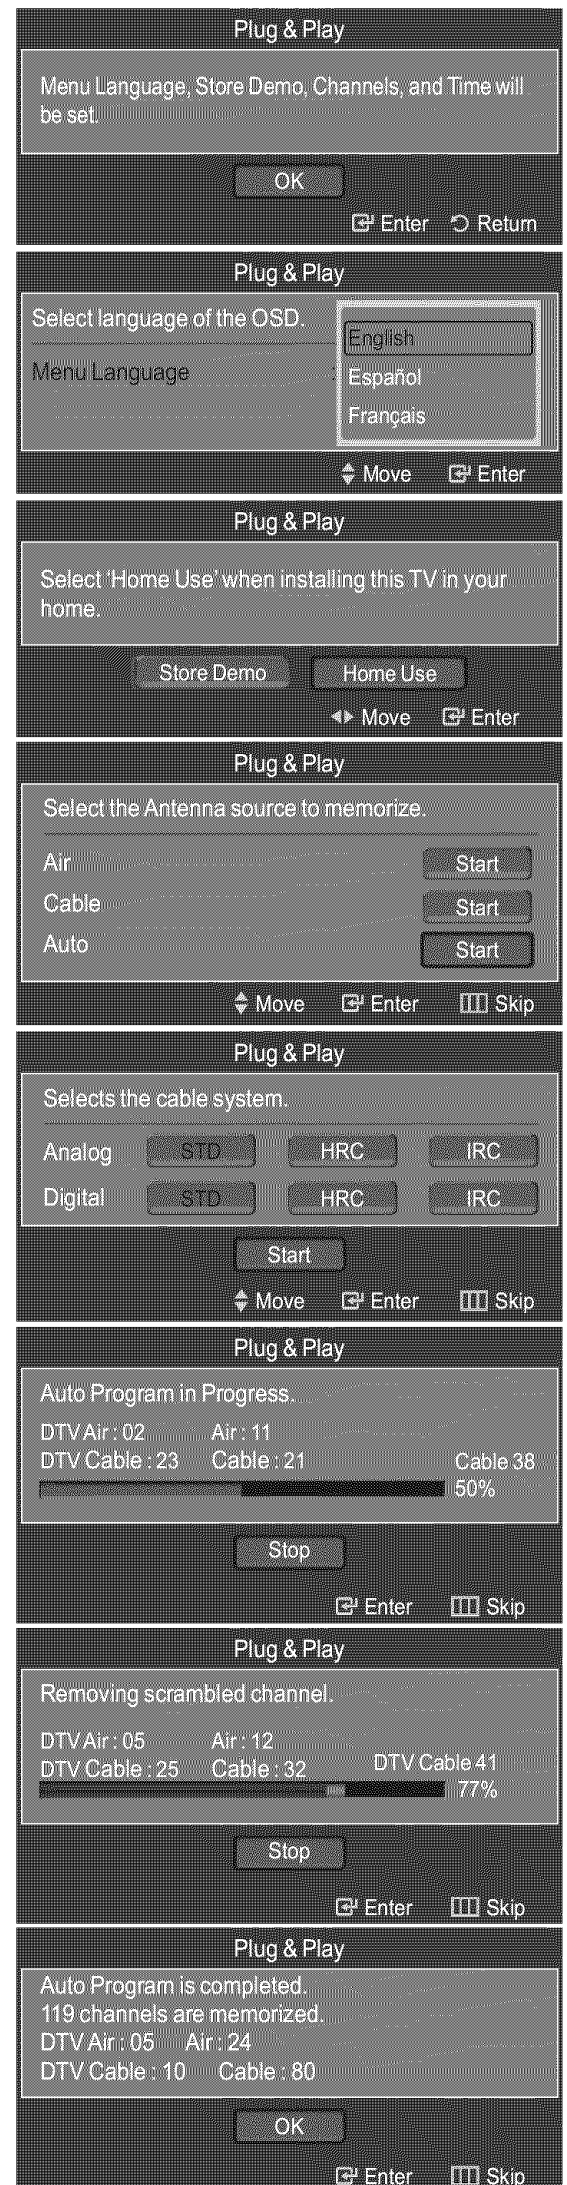 Plug & Play
Menu Language, Store Demo, Channels, and Time will
be set.
OK
Enter Return
Plug & Play
Select language of the OSD.
Menu Language :
English
Español
Français
Move Enter
Plug & Play
Select 'Home Use' when installing this TV in your
home.
Store Demo Home Use
Move Enter
Plug & Play
Select the Antenna source to memorize.
Air Start
Cable Start
Auto Start
Move Enter Skip
Plug & Play
Selects the cable system.
Analog STD HRC IRC
Digital STD HRC IRC
Start
Move Enter Skip
Plug & Play
Auto Program in Progress.
DTV Air : 02 Air : 11
DTV Cable : 23 Cable : 21 Cable 38
50%
Stop
Enter Skip
Plug & Play
Removing scrambled channel.
DTV Air : 05 Air : 12
DTV Cable : 25 Cable : 32 DTV Cable 41
77%
Stop
Enter Skip
Plug & Play
Auto Program is completed.
119 channels are memorized.
DTV Air : 05 Air : 24
DTV Cable : 10 Cable : 80
OK
Enter Skip